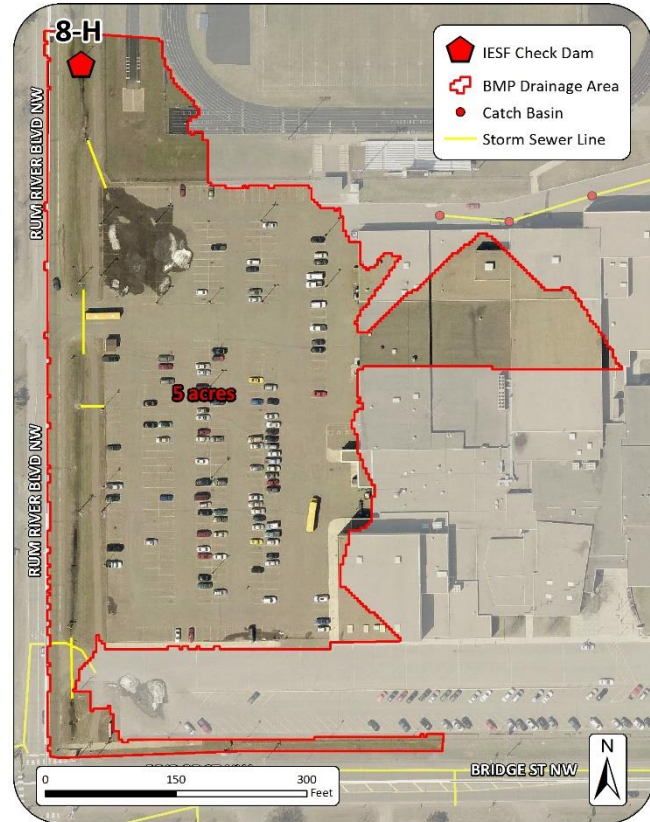 8-H
IESF Check Dam
BMP Drainage Area
Catch Basin
Storm Sewer Line
RUM RIVER BLVD NW
5 acres
RUM RIVER BLVD NW
0 150 300
Feet
BRIDGE ST NW
N